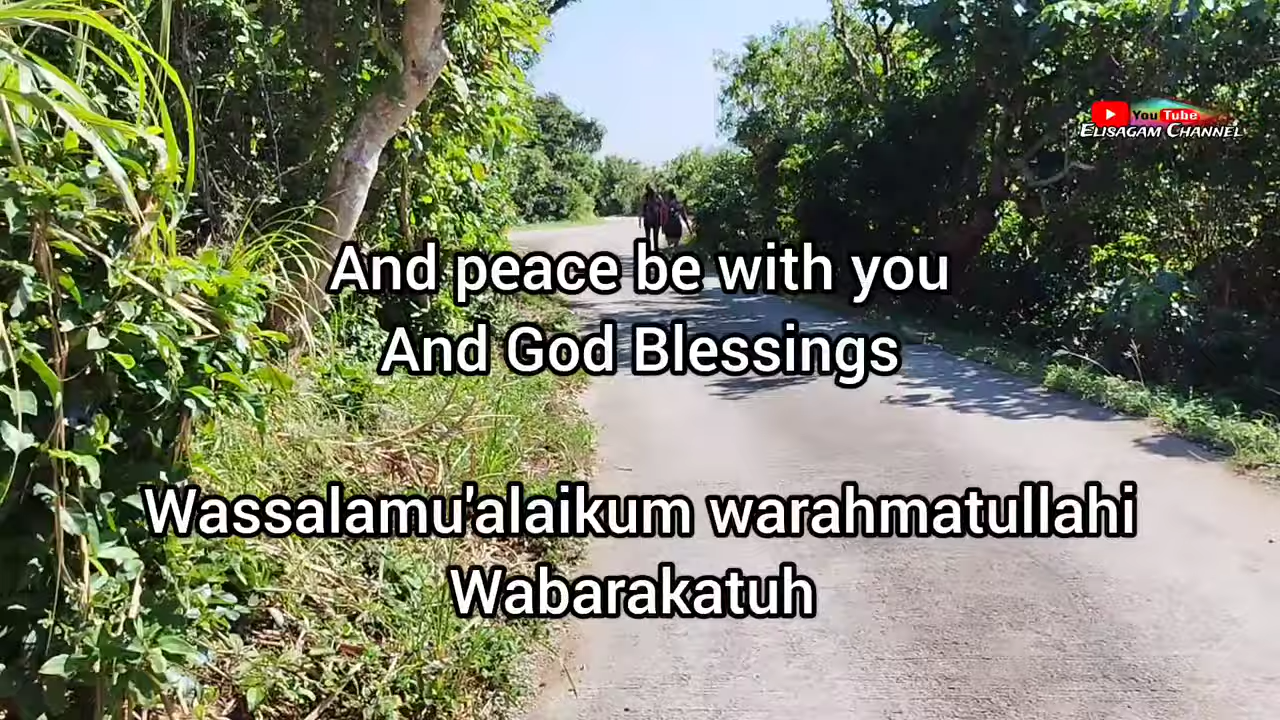 YouTube
ELISAGAM CHANNEL
And peace be with you
And God Blessings
Wassalamu'alaikum warahmatullahi
Wabarakatuh